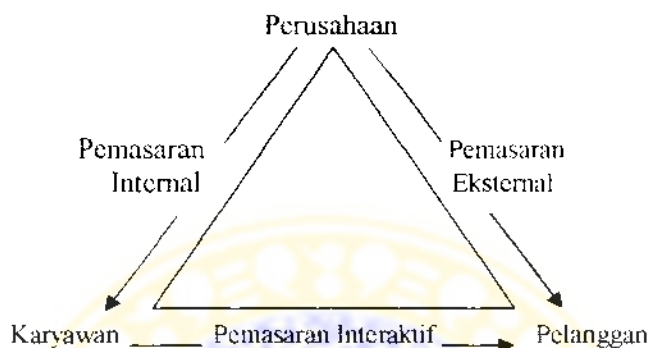 Perusahaan
Pemasaran
Internal
Pemasaran
Eksternal
Karyawan
Pemasaran Interaktif
Pelanggan